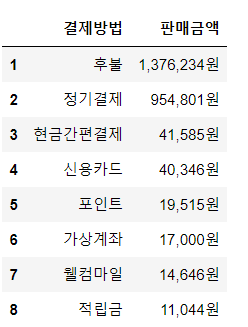 결제방법 판매금액
1 후불 1,376,234원
2 정기결제 954,801원
3 현금간편결제 41,585원
4 신용카드 40,346원
5 포인트 19,515원
6 가상계좌 17,000원
7 웰컴마일 14,646원
8 적립금 11,044원